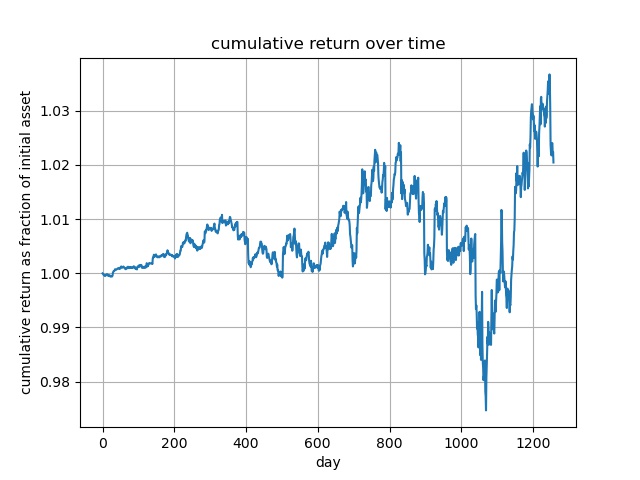 cumulative return over time
cumulative return as fraction of initial asset
1.03
1.02
1.01
1.00
0.99
0.98
0 200 400 600 800 1000 1200
day